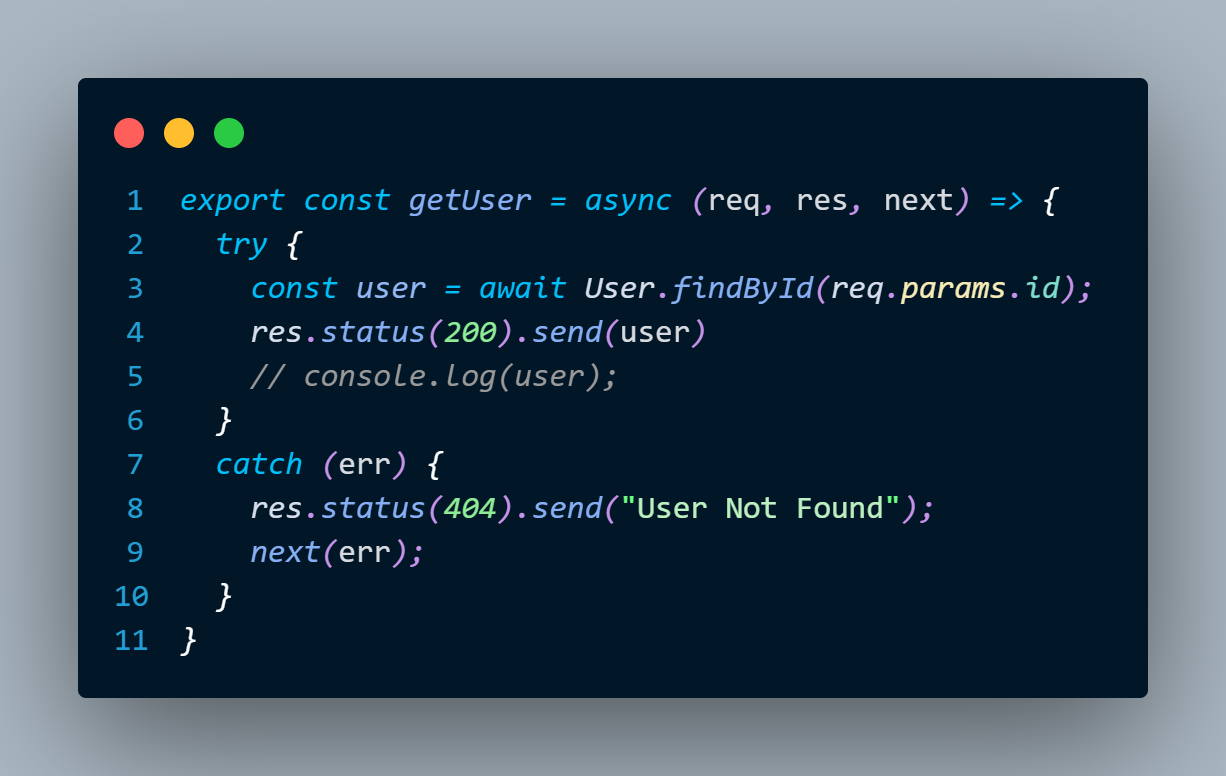 1 export const getUser = async (req, res, next) => {
2   try {
3     const user = await User.findById(req.params.id);
4     res.status(200).send(user)
5     // console.log(user);
6   }
7   catch (err) {
8     res.status(404).send("User Not Found");
9     next(err);
10   }
11 }